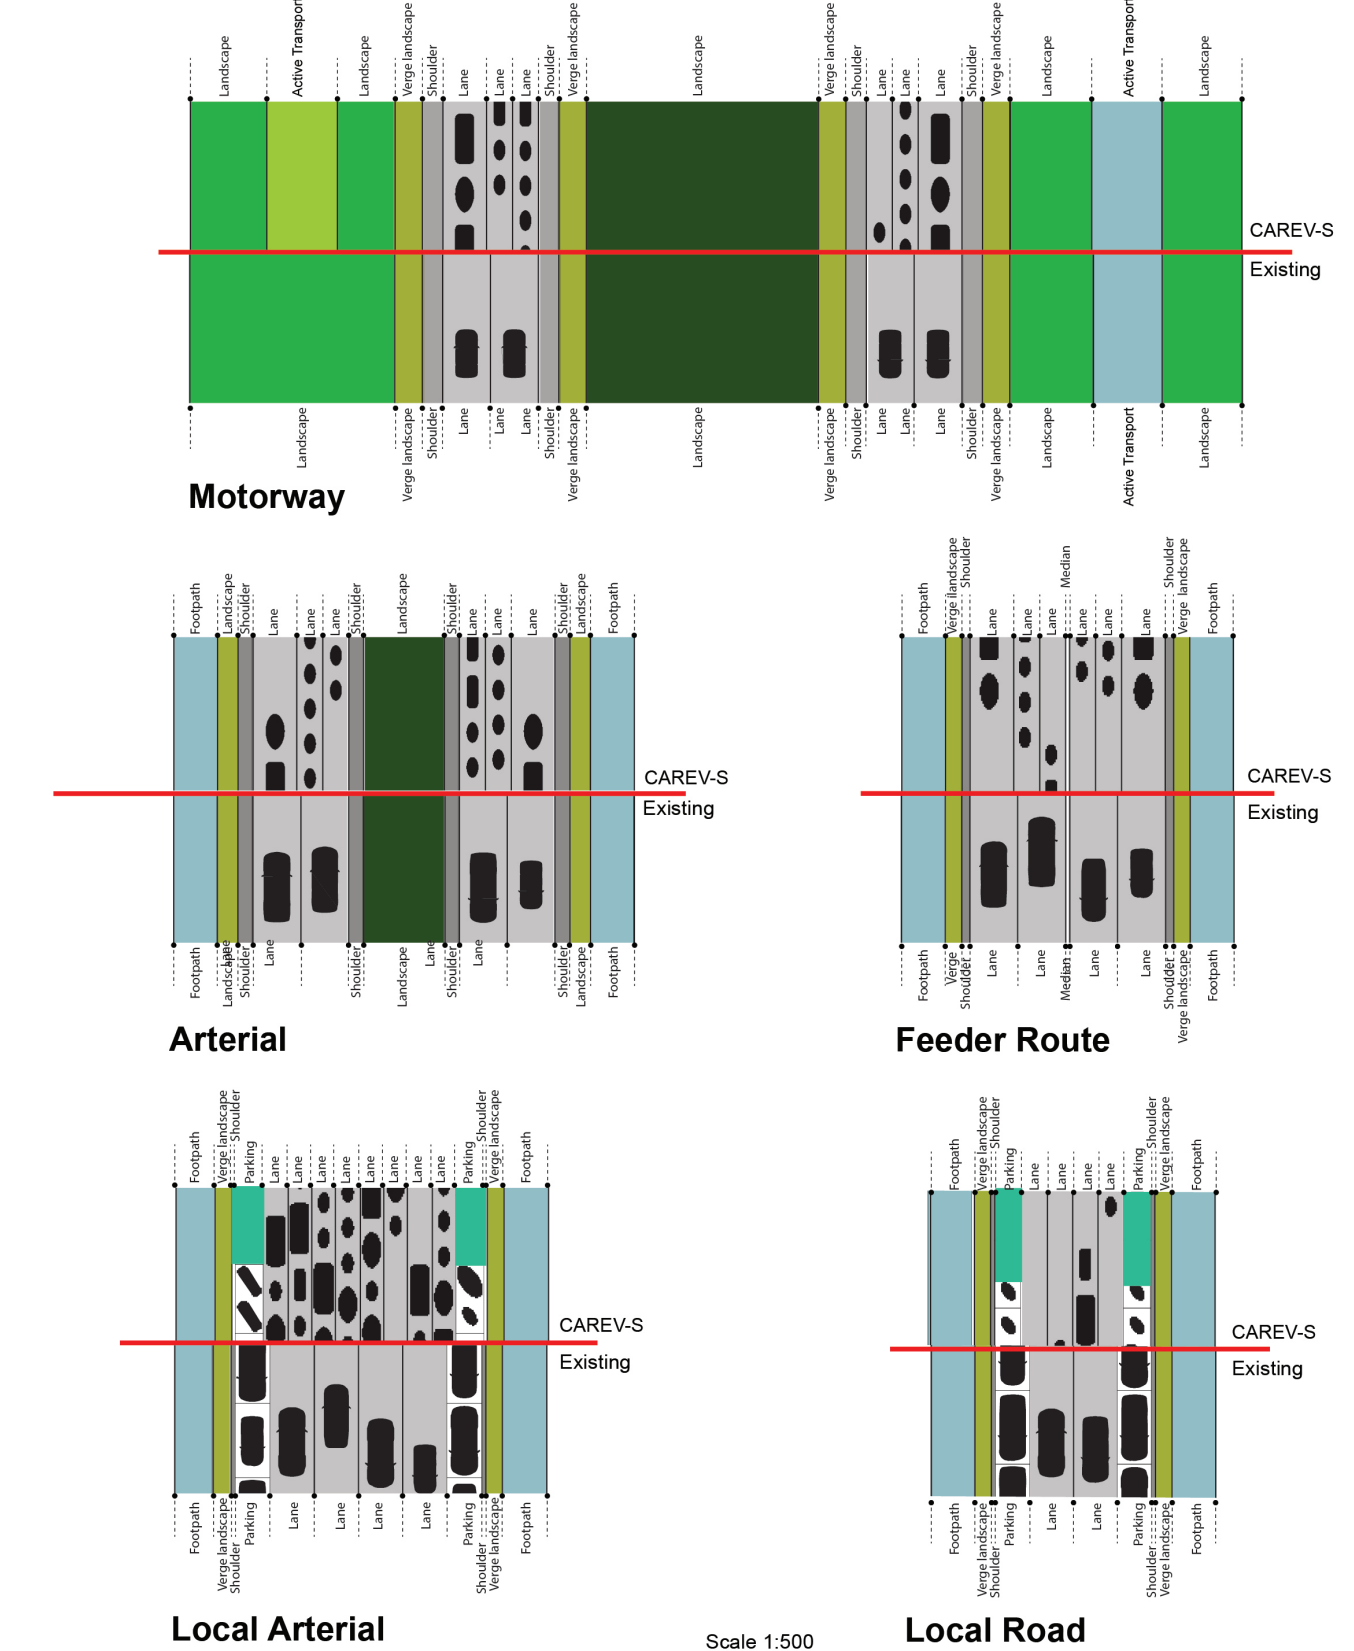 Landscape
Active Transport
Landscape
Verge landscape
Shoulder
Lane
Lane
Lane
Shoulder
Verge landscape
Landscape
Verge landscape
Shoulder
Lane
Lane
Lane
Shoulder
Verge landscape
Landscape
Active Transport
Landscape
CAREV-S
Existing
Landscape
Verge landscape
Shoulder
Lane
Lane
Lane
Shoulder
Verge landscape
Landscape
Verge landscape
Shoulder
Lane
Lane
Lane
Shoulder
Verge landscape
Landscape
Active Transport
Landscape
Motorway
Footpath
Landscape
Shoulder
Lane
Lane
Lane
Shoulder
Landscape
Shoulder
Lane
Lane
Lane
Shoulder
Landscape
Footpath
CAREV-S
Existing
Footpath
Landscape
Lane
Shoulder
Lane
Shoulder
Landscape
Lane
Shoulder
Lane
Shoulder
Landscape
Footpath
Arterial
Footpath
Verge landscape
Shoulder
Lane
Lane
Lane
Median
Lane
Lane
Lane
Shoulder
Verge landscape
Footpath
CAREV-S
Existing
Footpath
Verge
Shoulder
Lane
Lane
Median
Lane
Lane
Shoulder
Verge landscape
Footpath
Feeder Route
Footpath
Verge landscape
Shoulder
Parking
Lane
Lane
Lane
Lane
Lane
Lane
Lane
Lane
Parking
Shoulder
Verge landscape
Footpath
CAREV-S
Existing
Footpath
Verge landscape
Shoulder
Parking
Lane
Lane
Lane
Lane
Parking
Shoulder
Verge landscape
Footpath
Local Arterial
Footpath
Verge landscape
Shoulder
Parking
Lane
Lane
Lane
Lane
Parking
Shoulder
Verge landscape
Footpath
CAREV-S
Existing
Footpath
Verge landscape
Shoulder
Parking
Lane
Lane
Parking
Shoulder
Verge landscape
Footpath
Local Road
Scale 1:500